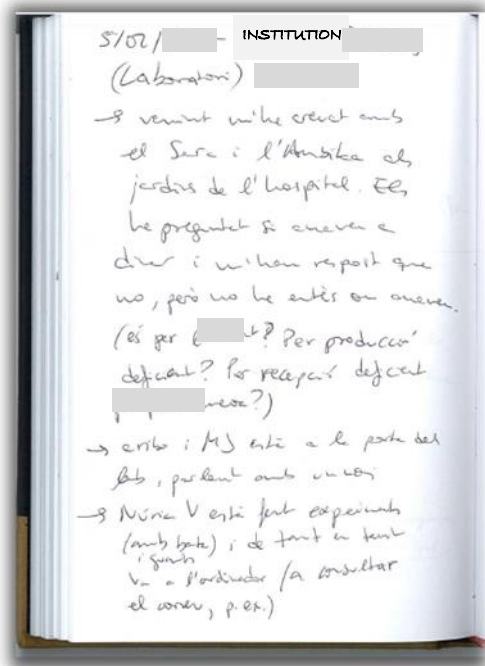 5/02/ - INSTITUTION
(Laboratori)
→ venint m'he creuat amb
el Sara i l'Ambika als
jardins de l'hospital. Els
he preguntat si anaven a
dinar i m'han respost que
no, però no he entès on anaven.
(és per t? Per producció
deficient? Per recepció deficient
p meva?)
→ arribo i MJ està a la porta del
lab, parlant amb un noi
→ Núria V està fent experiments
(amb bata) i de tant en tant
i guants
va a l'ordinador (a consultar
el correu, p.ex.)